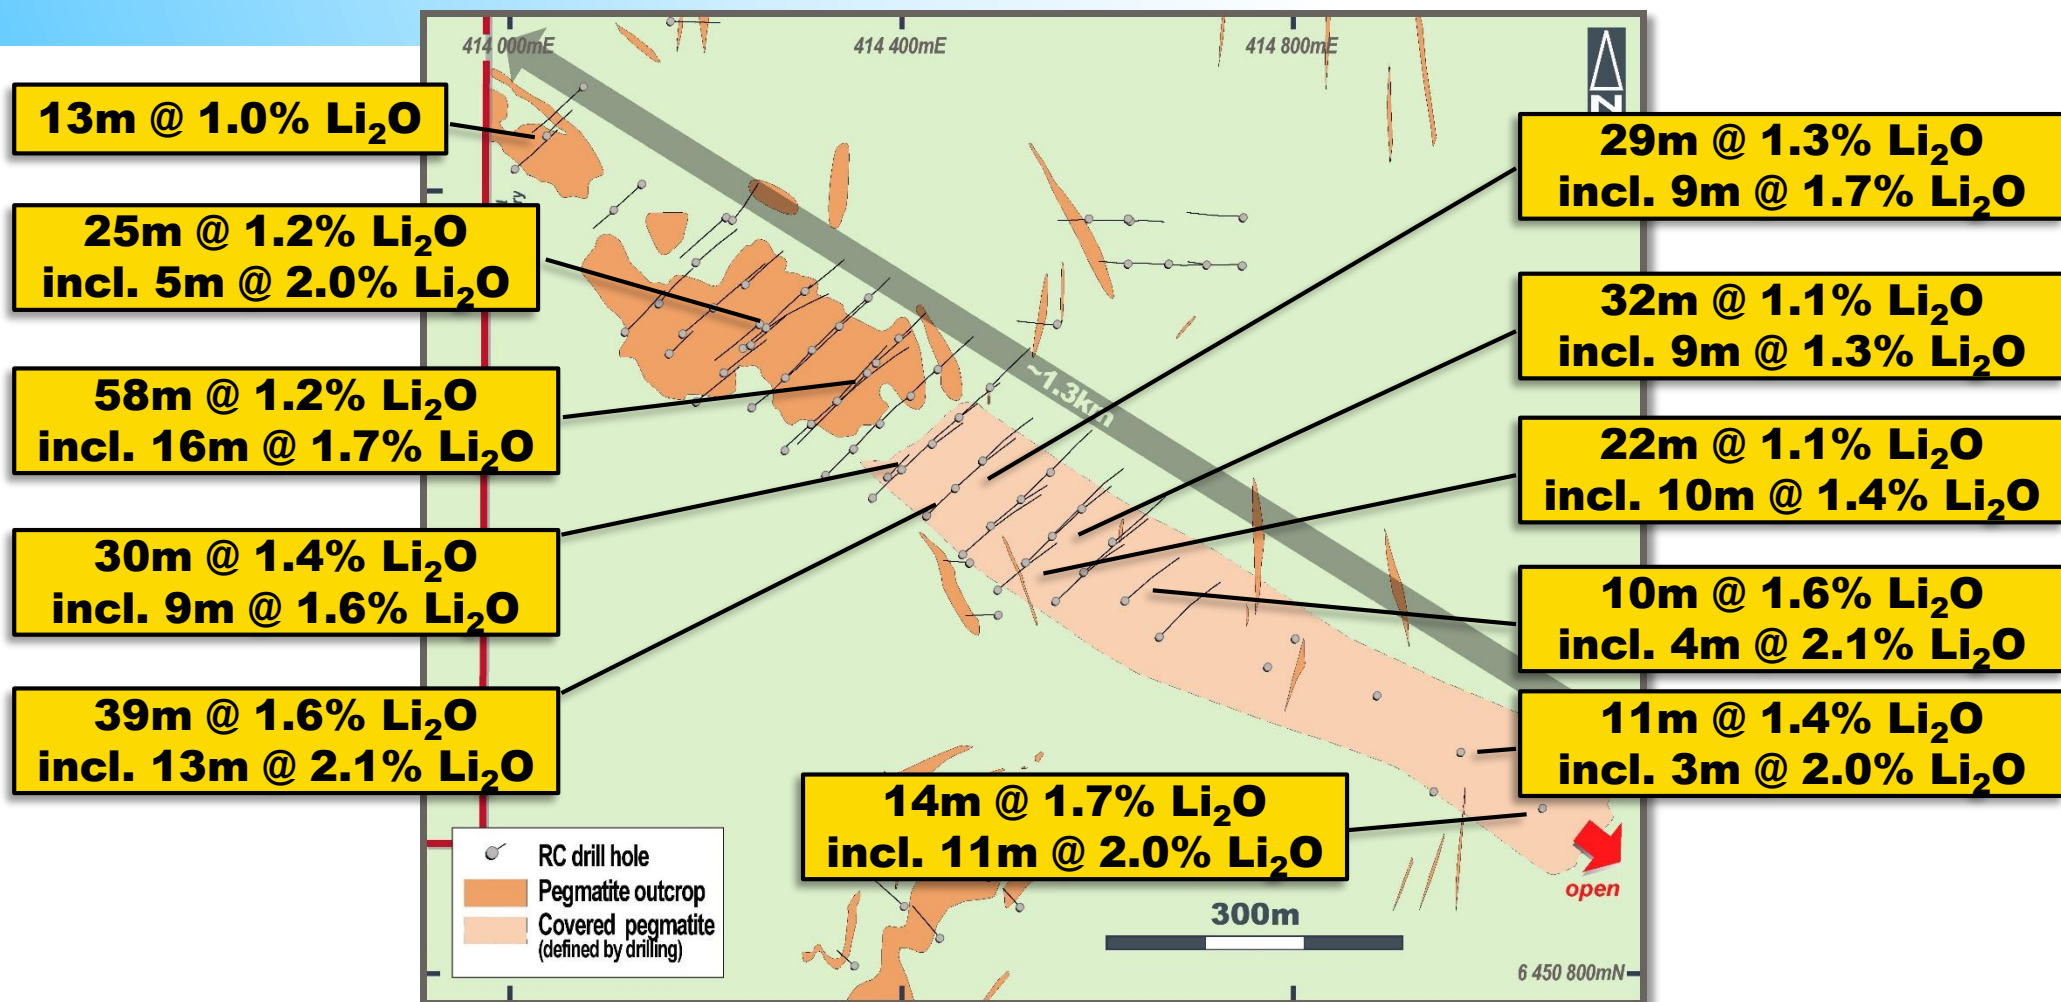 414 000mE
414 400mE
414 800mE
N
13m @ 1.0% Li₂O
25m @ 1.2% Li₂O
incl. 5m @ 2.0% Li₂O
58m @ 1.2% Li₂O
incl. 16m @ 1.7% Li₂O
30m @ 1.4% Li₂O
incl. 9m @ 1.6% Li₂O
39m @ 1.6% Li₂O
incl. 13m @ 2.1% Li₂O
~1.3km
29m @ 1.3% Li₂O
incl. 9m @ 1.7% Li₂O
32m @ 1.1% Li₂O
incl. 9m @ 1.3% Li₂O
22m @ 1.1% Li₂O
incl. 10m @ 1.4% Li₂O
10m @ 1.6% Li₂O
incl. 4m @ 2.1% Li₂O
11m @ 1.4% Li₂O
incl. 3m @ 2.0% Li₂O
14m @ 1.7% Li₂O
incl. 11m @ 2.0% Li₂O
open
RC drill hole
Pegmatite outcrop
Covered pegmatite
(defined by drilling)
300m
6 450 800mN